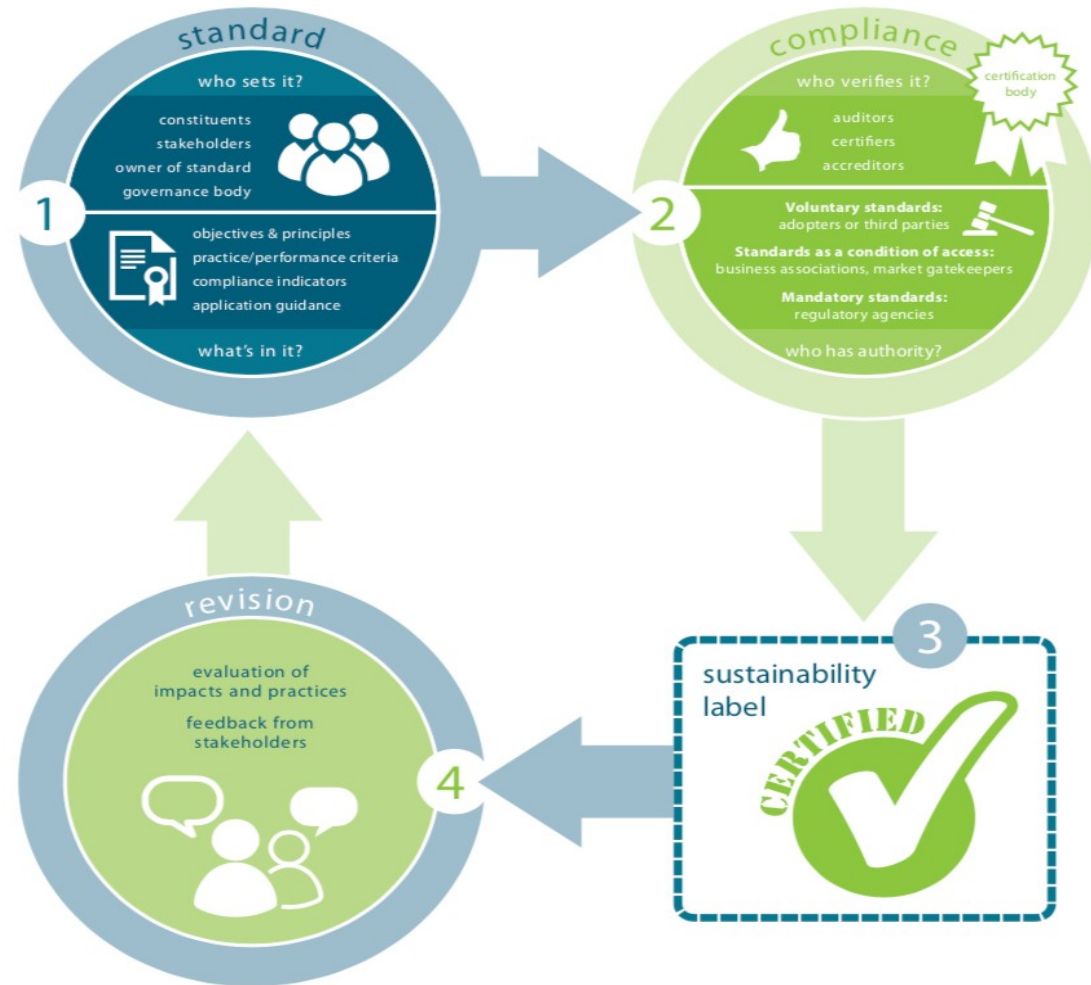 standard
who sets it?
constituents
stakeholders
owner of standard
governance body
1
objectives & principles
practice/performance criteria
compliance indicators
application guidance
what's in it?
compliance
who verifies it?
certification
body
auditors
certifiers
accreditors
2
Voluntary standards:
adopters or third parties
Standards as a condition of access:
business associations, market gatekeepers
Mandatory standards:
regulatory agencies
who has authority?
3
sustainability
label
CERTIFIED
revision
evaluation of
impacts and practices
feedback from
stakeholders
4